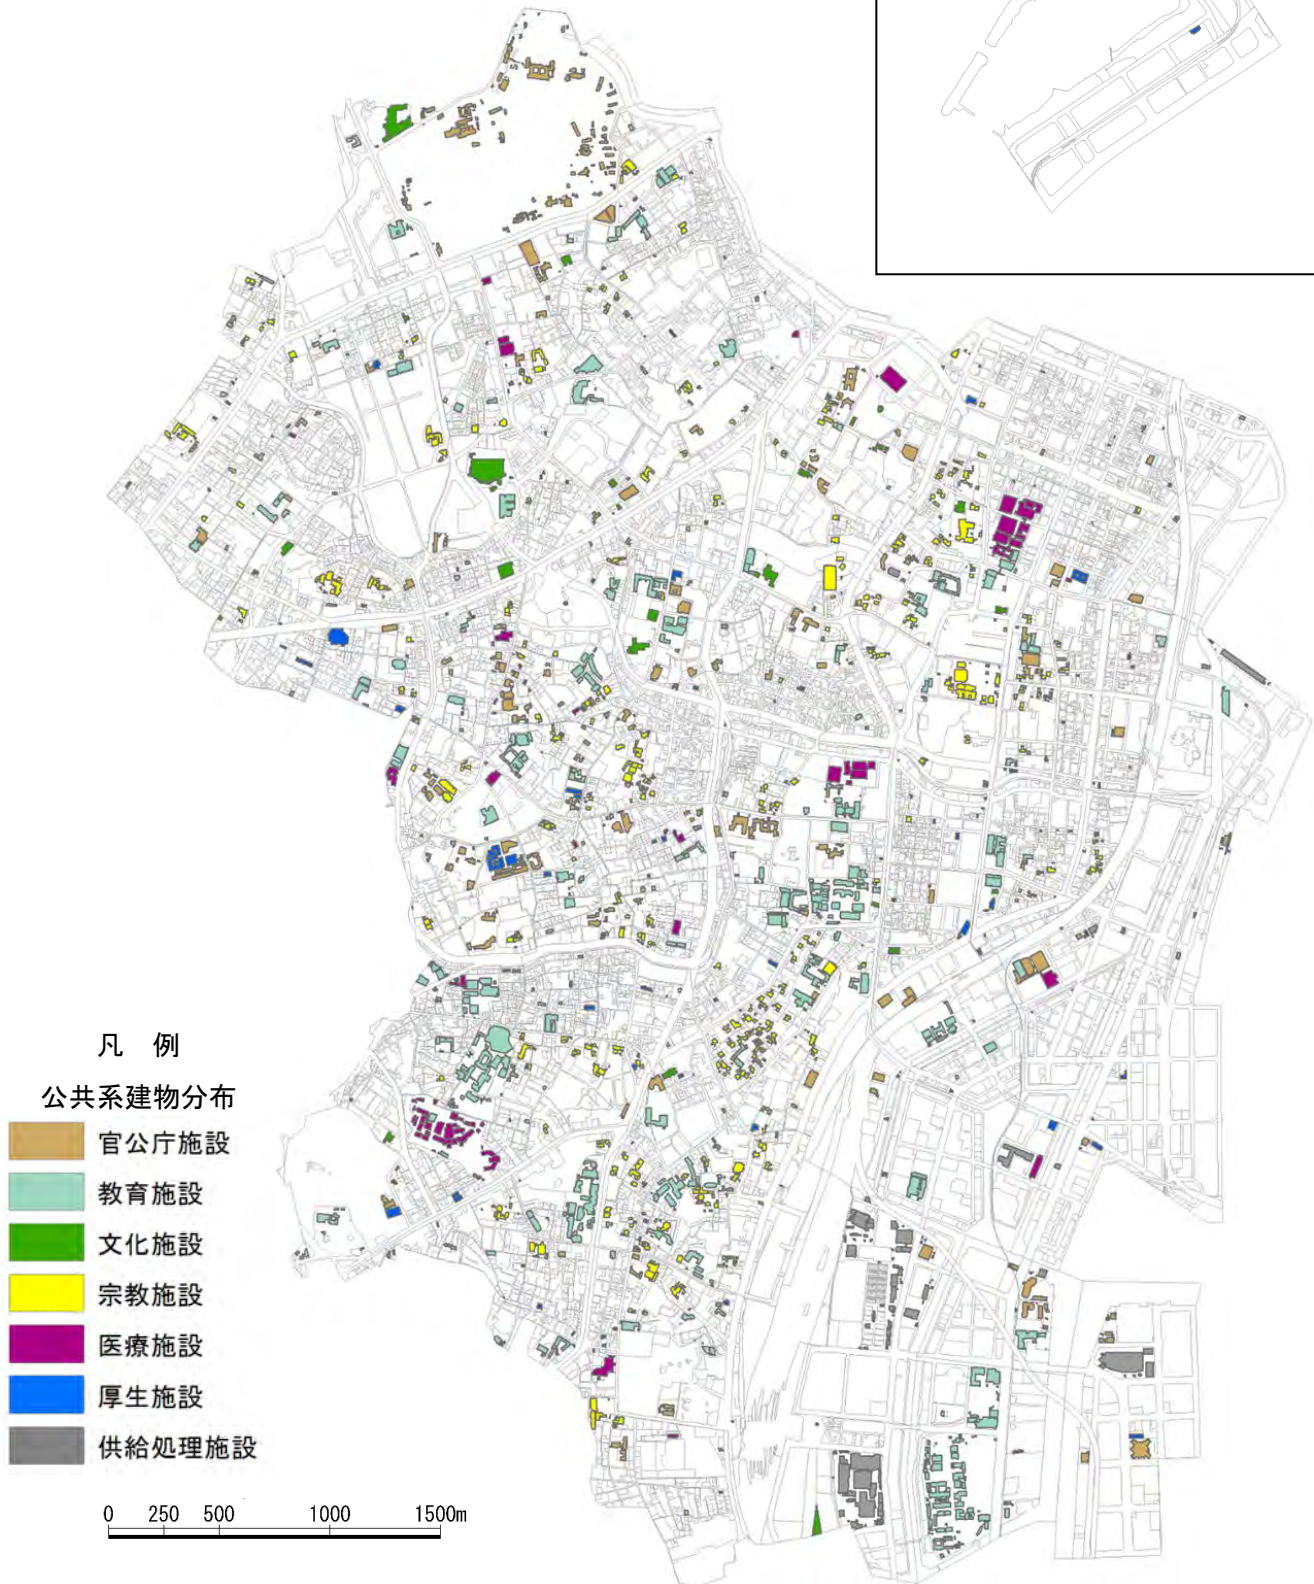 凡 例
公共系建物分布
官公庁施設
教育施設
文化施設
宗教施設
医療施設
厚生施設
供給処理施設
0 250 500 1000 1500m